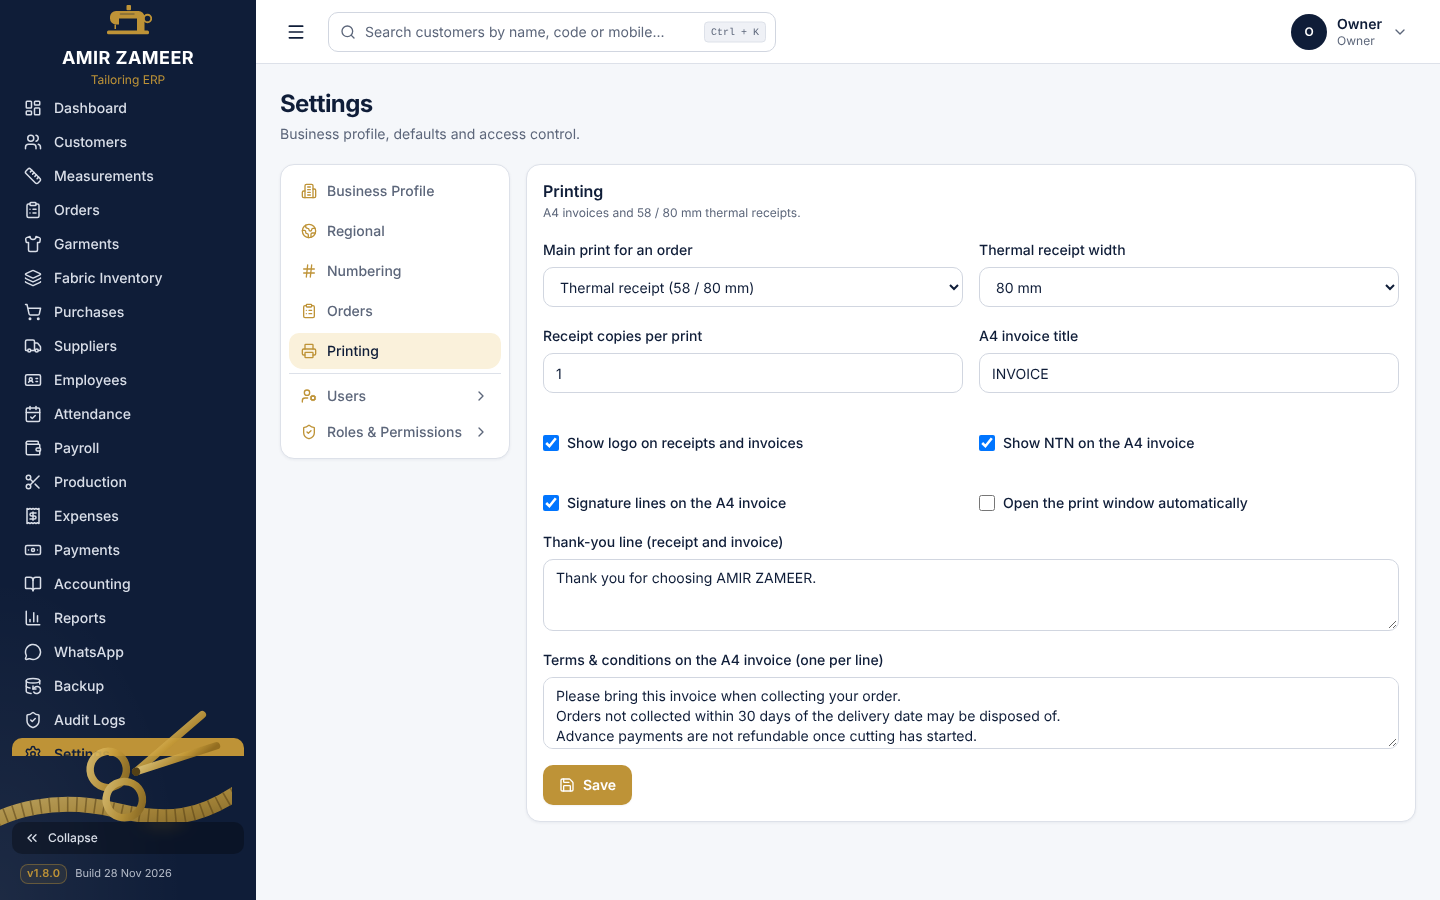 AMIR ZAMEER
Tailoring ERP
Dashboard
Customers
Measurements
Orders
Garments
Fabric Inventory
Purchases
Suppliers
Employees
Attendance
Payroll
Production
Expenses
Payments
Accounting
Reports
WhatsApp
Backup
Audit Logs
Collapse
v1.8.0 Build 28 Nov 2026
Search customers by name, code or mobile... Ctrl + K
O Owner
Owner
Settings
Business profile, defaults and access control.
Business Profile
Regional
Numbering
Orders
Printing
Users
Roles & Permissions
Printing
A4 invoices and 58 / 80 mm thermal receipts.
Main print for an order Thermal receipt width
Thermal receipt (58 / 80 mm) 80 mm
Receipt copies per print A4 invoice title
1 INVOICE
Show logo on receipts and invoices Show NTN on the A4 invoice
Signature lines on the A4 invoice Open the print window automatically
Thank-you line (receipt and invoice)
Thank you for choosing AMIR ZAMEER.
Terms & conditions on the A4 invoice (one per line)
Please bring this invoice when collecting your order.
Orders not collected within 30 days of the delivery date may be disposed of.
Advance payments are not refundable once cutting has started.
Save